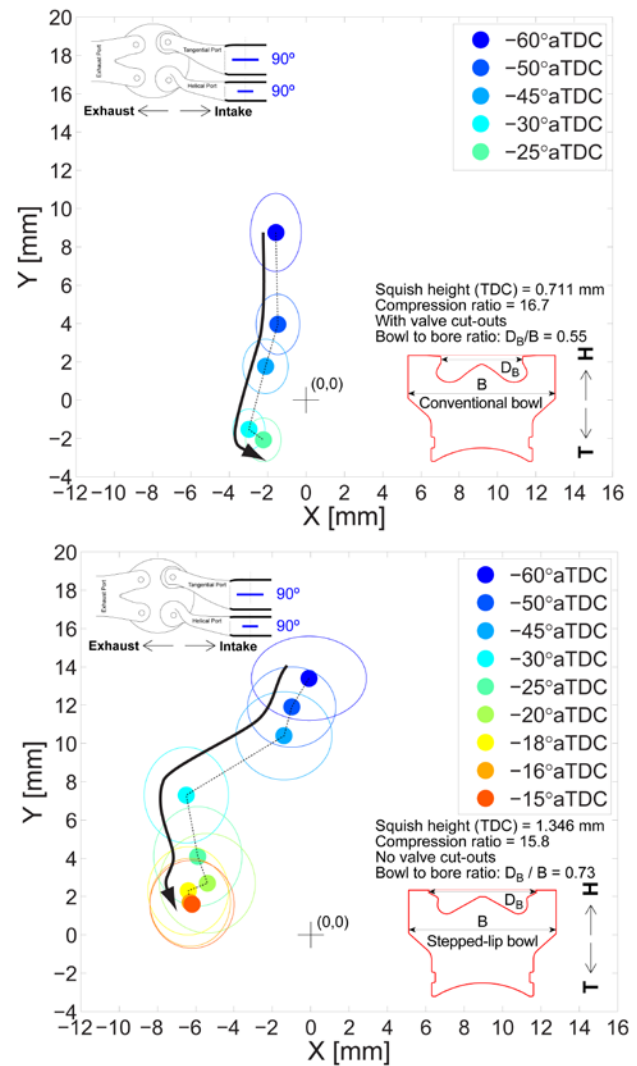 20
18
16
14
12
10
8
6
4
2
0
−2
−4
Y [mm]
Exhaust Port
Tangential Port
90º
Helical Port
90º
Exhaust
Intake
−60°aTDC
−50°aTDC
−45°aTDC
−30°aTDC
−25°aTDC
Squish height (TDC) = 0.711 mm
Compression ratio = 16.7
With valve cut-outs
Bowl to bore ratio: DB/B = 0.55
(0,0)
DB
B
Conventional bowl
H
T
−12 −10 −8 −6 −4 −2 0 2 4 6 8 10 12 14 16
X [mm]
20
18
16
14
12
10
8
6
4
2
0
−2
−4
Y [mm]
Exhaust Port
Tangential Port
90º
Helical Port
90º
Exhaust
Intake
−60°aTDC
−50°aTDC
−45°aTDC
−30°aTDC
−25°aTDC
−20°aTDC
−18°aTDC
−16°aTDC
−15°aTDC
Squish height (TDC) = 1.346 mm
Compression ratio = 15.8
No valve cut-outs
Bowl to bore ratio: DB / B = 0.73
(0,0)
DB
B
Stepped-lip bowl
H
T
−12 −10 −8 −6 −4 −2 0 2 4 6 8 10 12 14 16
X [mm]